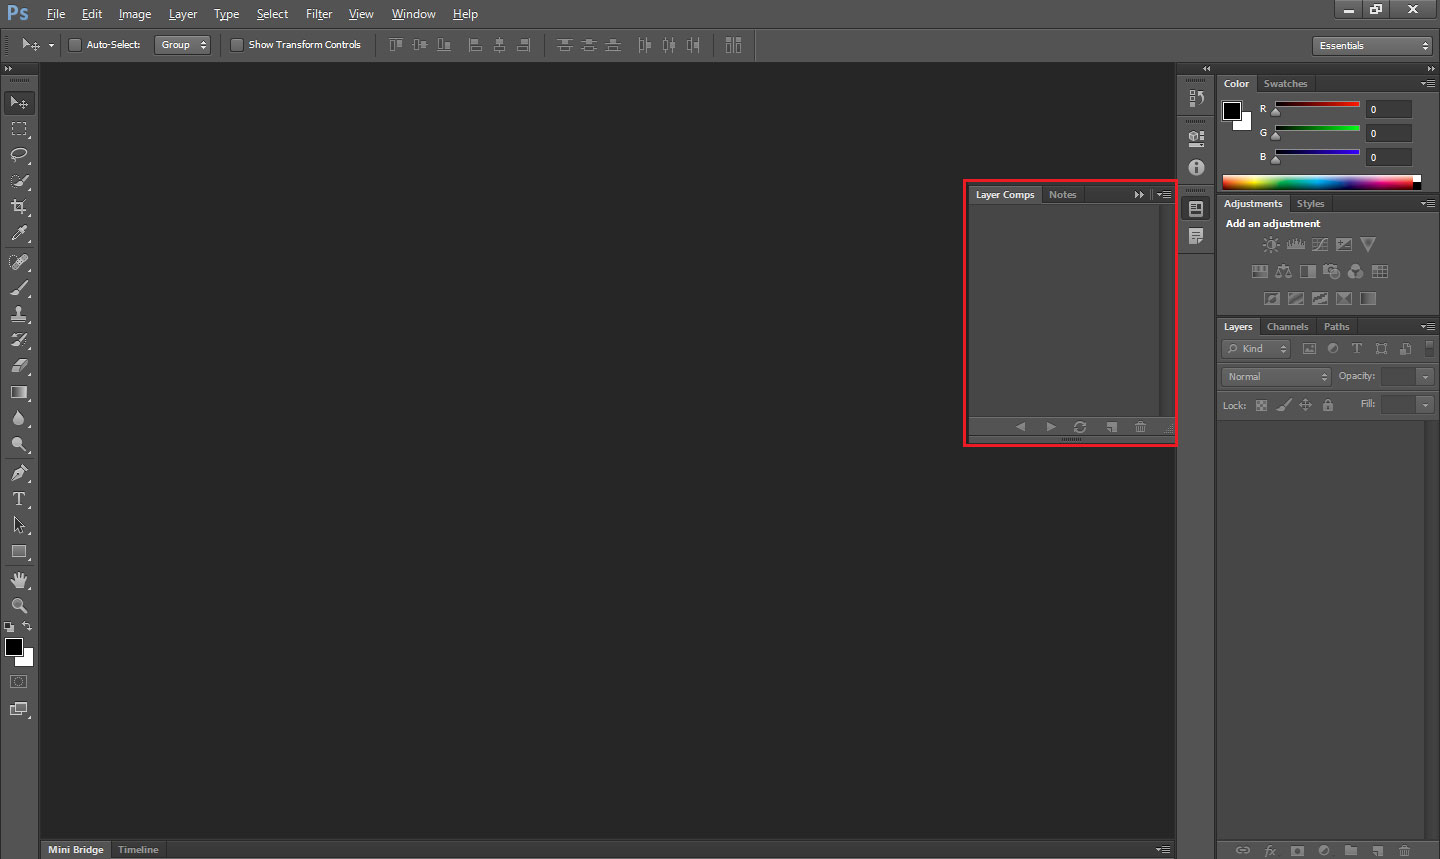 Ps File Edit Image Layer Type Select Filter View Window Help
Auto-Select: Group Show Transform Controls Essentials
Color Swatches
R 0
G 0
B 0
Layer Comps Notes
Adjustments Styles
Add an adjustment
Layers Channels Paths
Kind T
Normal Opacity:
Lock: Fill:
T
fx
Mini Bridge Timeline